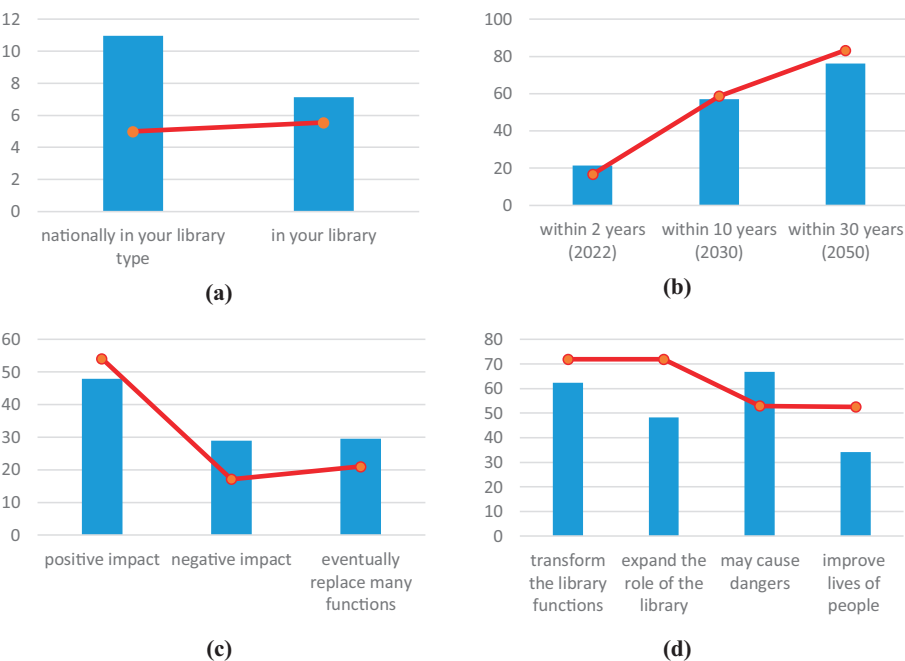 12
10
8
6
4
2
0
nationally in your library
type
in your library
(a)
100
80
60
40
20
0
within 2 years
(2022)
within 10 years
(2030)
within 30 years
(2050)
(b)
60
50
40
30
20
10
0
positive impact
negative impact
eventually
replace many
functions
(c)
80
70
60
50
40
30
20
10
0
transform
the library
functions
expand the
role of the
library
may cause
dangers
improve
lives of
people
(d)